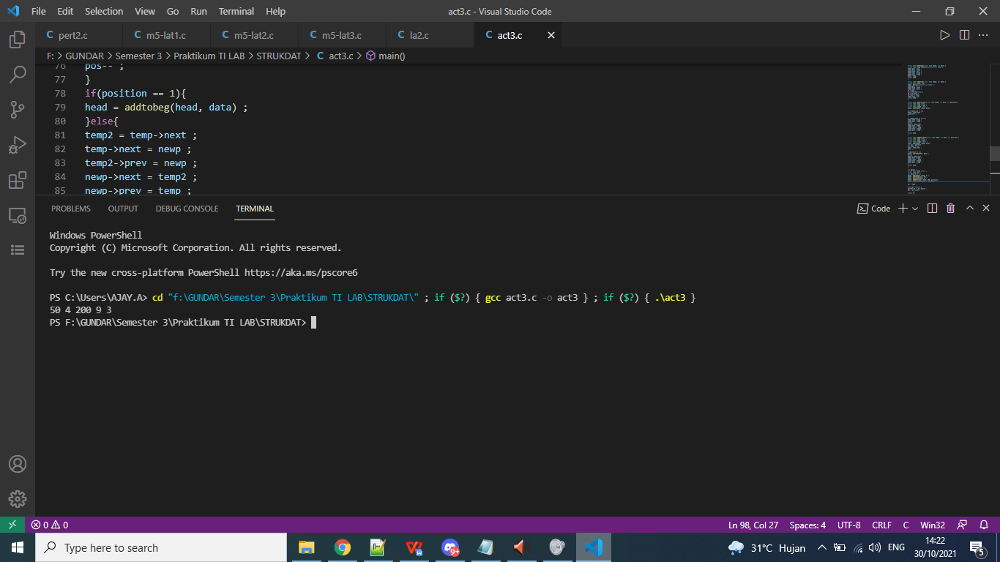 File Edit Selection View Go Run Terminal Help act3.c - Visual Studio Code
C pert2.c C m5-lat1.c C m5-lat2.c C m5-lat3.c C la2.c C act3.c
F: > GUNDAR > Semester 3 > Praktikum TI LAB > STRUKDAT > C act3.c > main()
76 pos-- ;
77 }
78 if(position == 1){
79 head = addtobeg(head, data) ;
80 }else{
81 temp2 = temp->next ;
82 temp->next = newp ;
83 temp2->prev = newp ;
84 newp->next = temp2 ;
85 newp->prev = temp ;
PROBLEMS OUTPUT DEBUG CONSOLE TERMINAL Code
Windows PowerShell
Copyright (C) Microsoft Corporation. All rights reserved.
Try the new cross-platform PowerShell https://aka.ms/pscore6
PS C:\Users\AJAY.A> cd "f:\GUNDAR\Semester 3\Praktikum TI LAB\STRUKDAT\" ; if ($?) { gcc act3.c -o act3 } ; if ($?) { .\act3 }
50 4 200 9 3
PS F:\GUNDAR\Semester 3\Praktikum TI LAB\STRUKDAT>
0 0 Ln 98, Col 27 Spaces: 4 UTF-8 CRLF C Win32
Type here to search 9+ 31°C Hujan ENG 14:22
30/10/2021 5